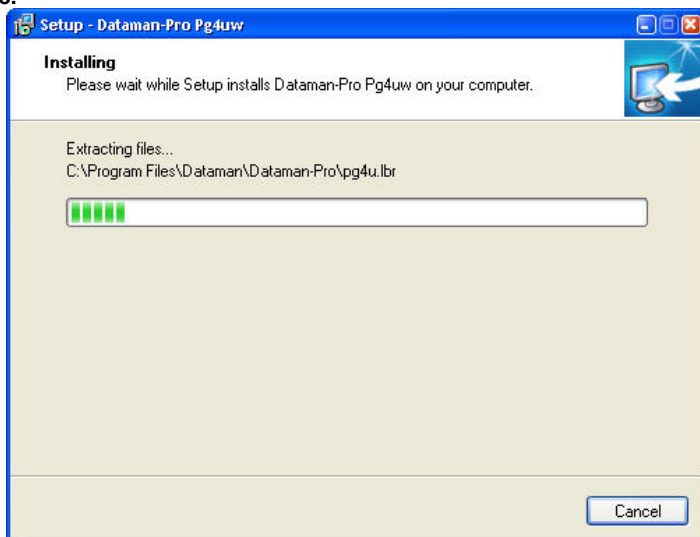 Setup - Dataman-Pro Pg4uw
Installing
Please wait while Setup installs Dataman-Pro Pg4uw on your computer.
Extracting files...
C:\Program Files\Dataman\Dataman-Pro\pg4u.lbr
Cancel